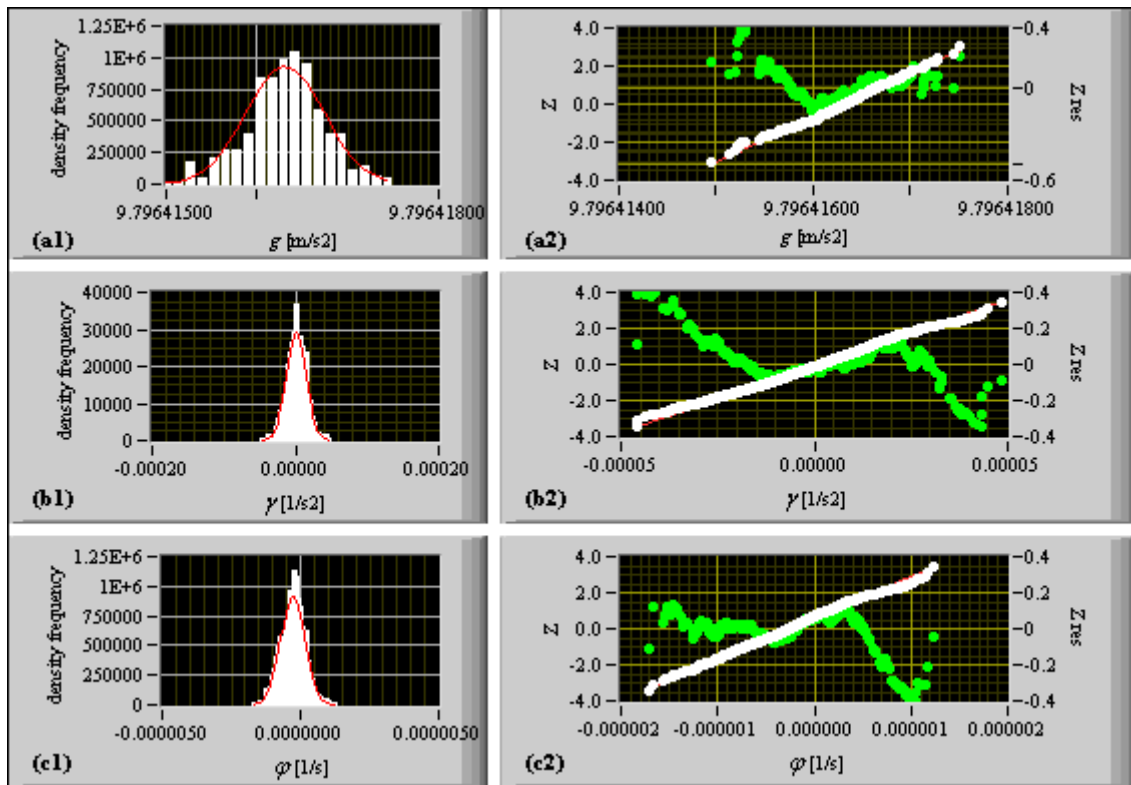 1.25E+6
1E+6
750000
500000
250000
0
density frequency
9.79641500
9.79641800
g [m/s2]
(a1)
4.0
2.0
0.0
-2.0
-4.0
Z
-0.4
-0
-0.6
Z res
9.79641400
9.79641600
9.79641800
g [m/s2]
(a2)
40000
30000
20000
10000
0
density frequency
-0.00020
0.00000
0.00020
γ [1/s2]
(b1)
4.0
2.0
0.0
-2.0
-4.0
Z
-0.4
-0.2
-0
-0.2
-0.4
Z res
-0.00005
0.00000
0.00005
γ [1/s2]
(b2)
1.25E+6
1E+6
750000
500000
250000
0
density frequency
-0.0000050
0.0000000
0.0000050
φ [1/s]
(c1)
4.0
2.0
0.0
-2.0
-4.0
Z
-0.4
-0.2
-0
-0.2
-0.4
Z res
-0.000002
-0.000001
0.000000
0.000001
0.000002
φ [1/s]
(c2)